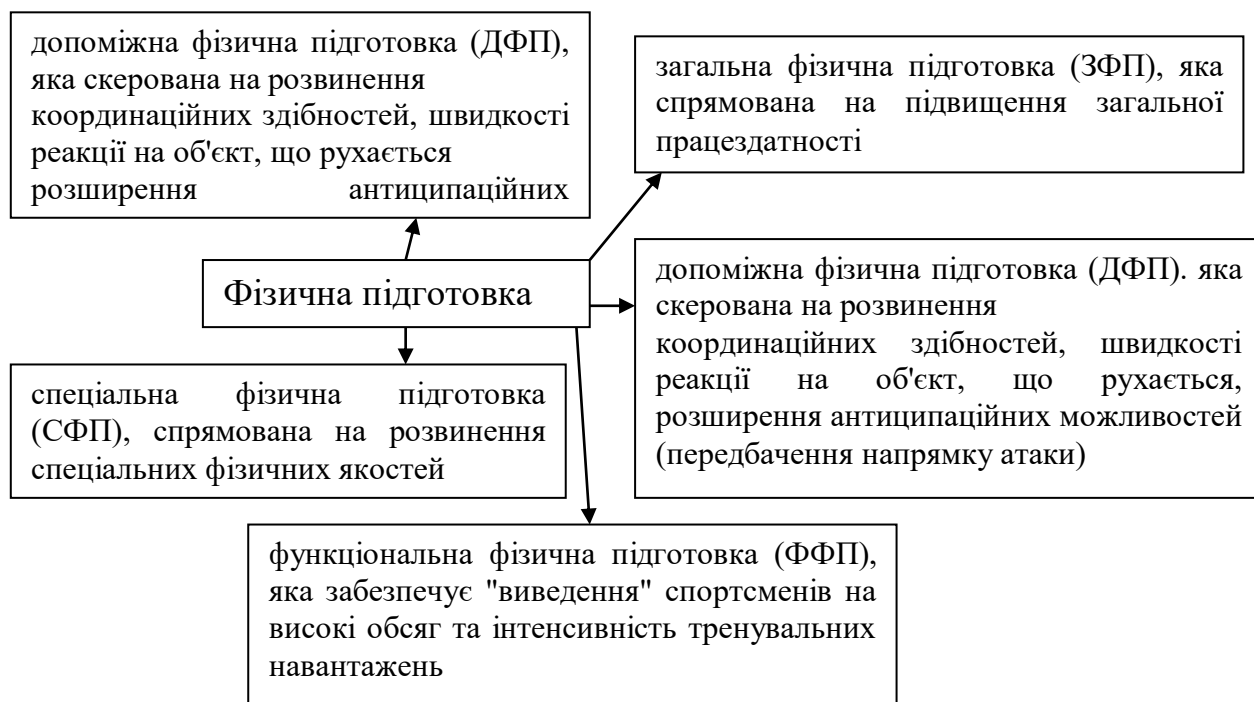 допоміжна фізична підготовка (ДФП),
яка скерована на розвинення
координаційних здібностей, швидкості
реакції на об'єкт, що рухається
розширення антиципаційних
загальна фізична підготовка (ЗФП), яка
спрямована на підвищення загальної
працездатності
Фізична підготовка
допоміжна фізична підготовка (ДФП). яка
скерована на розвинення
координаційних здібностей, швидкості
реакції на об'єкт, що рухається,
розширення антиципаційних можливостей
(передбачення напрямку атаки)
спеціальна фізична підготовка
(СФП), спрямована на розвинення
спеціальних фізичних якостей
функціональна фізична підготовка (ФФП),
яка забезпечує "виведення" спортсменів на
високі обсяг та інтенсивність тренувальних
навантажень